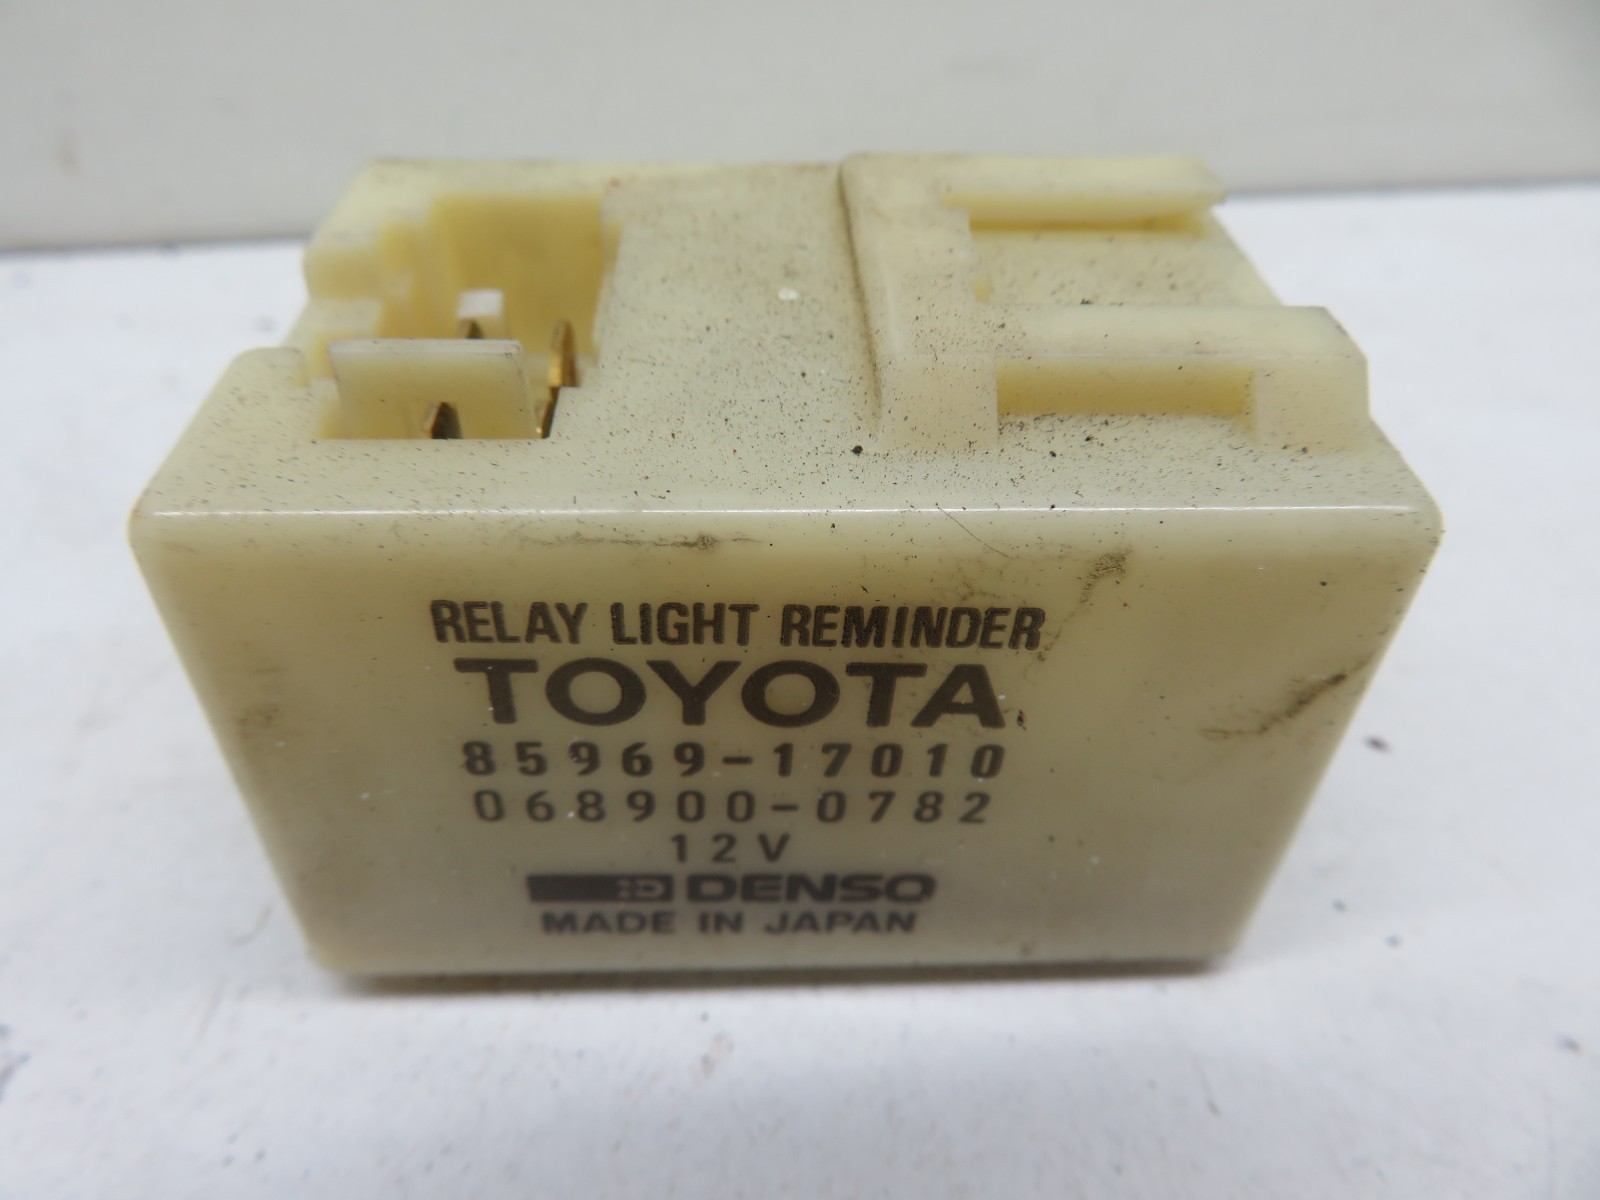 RELAY LIGHT REMINDER
TOYOTA
85969-17010
068900-0782
12V
DENSO
MADE IN JAPAN